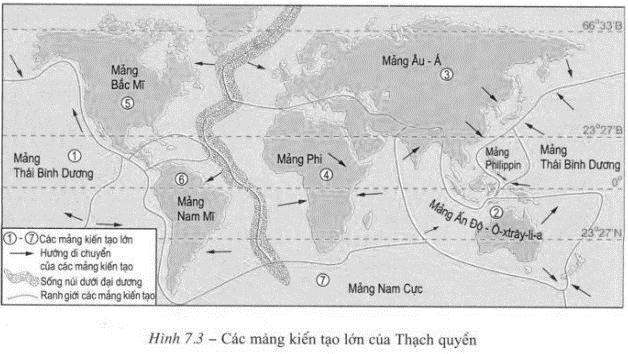 66°33'B
Mảng
Bắc Mĩ
⑤
Mảng Âu - Á
③
23°27'B
Mảng ①
Thái Bình Dương
Mảng Phi
④
Mảng
Philippin
Mảng
Thái Bình Dương
0°
⑥
Mảng
Nam Mĩ
②
Mảng Ấn Độ - Ô-xtrây-li-a
23°27'N
① - ⑦ Các mảng kiến tạo lớn
Hướng di chuyển
của các mảng kiến tạo
Sống núi dưới đại dương
Ranh giới các mảng kiến tạo
⑦
Mảng Nam Cực
Hình 7.3 – Các mảng kiến tạo lớn của Thạch quyển